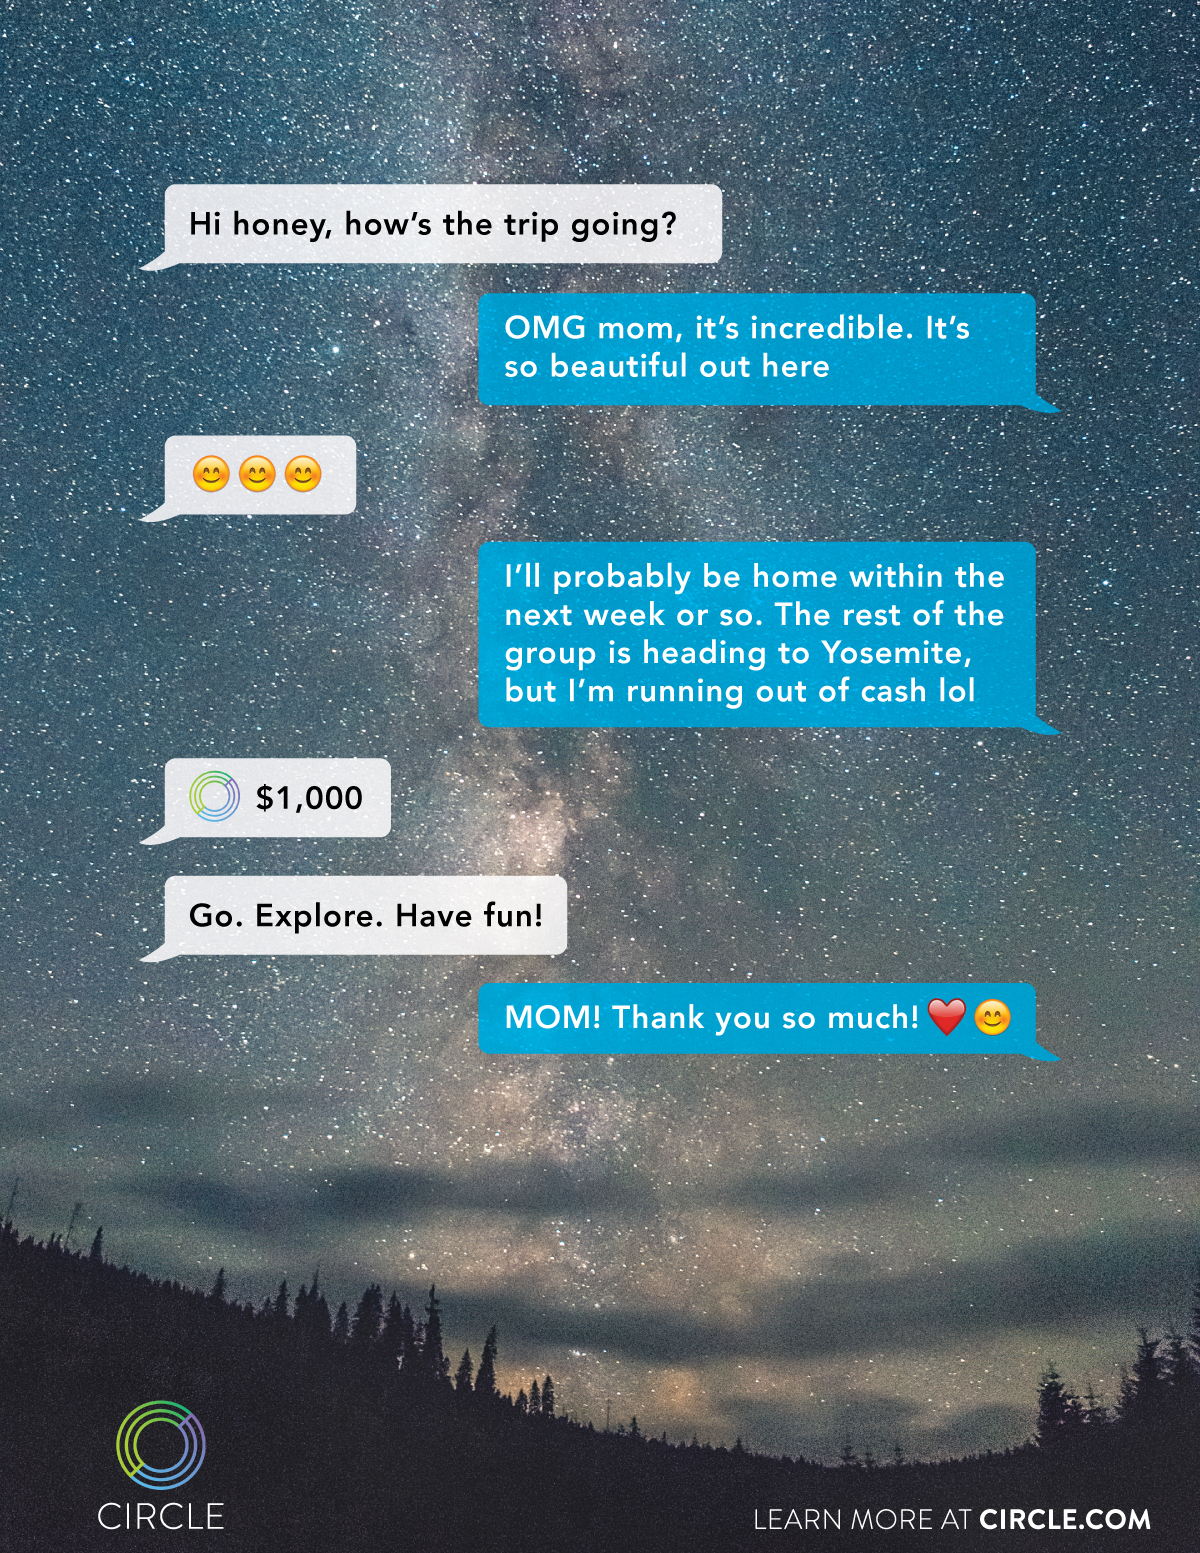 Hi honey, how’s the trip going?
OMG mom, it’s incredible. It’s
so beautiful out here
😊😊😊
I’ll probably be home within the
next week or so. The rest of the
group is heading to Yosemite,
but I’m running out of cash lol
$1,000
Go. Explore. Have fun!
MOM! Thank you so much!❤️😊
CIRCLE
LEARN MORE AT CIRCLE.COM